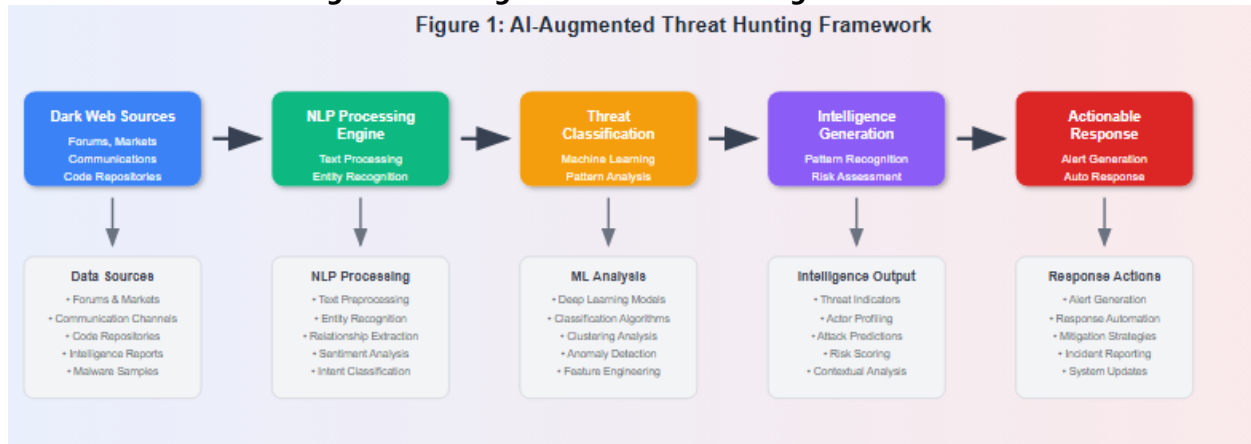 Figure 1: AI-Augmented Threat Hunting Framework
Dark Web Sources
Forums, Markets
Communications
Code Repositories
NLP Processing
Engine
Text Processing
Entity Recognition
Threat
Classification
Machine Learning
Pattern Analysis
Intelligence
Generation
Pattern Recognition
Risk Assessment
Actionable
Response
Alert Generation
Auto Response
Data Sources
• Forums & Markets
• Communication Channels
• Code Repositories
• Intelligence Reports
• Malware Samples
NLP Processing
• Text Preprocessing
• Entity Recognition
• Relationship Extraction
• Sentiment Analysis
• Intent Classification
ML Analysis
• Deep Learning Models
• Classification Algorithms
• Clustering Analysis
• Anomaly Detection
• Feature Engineering
Intelligence Output
• Threat Indicators
• Actor Profiling
• Attack Predictions
• Risk Scoring
• Contextual Analysis
Response Actions
• Alert Generation
• Response Automation
• Mitigation Strategies
• Incident Reporting
• System Updates